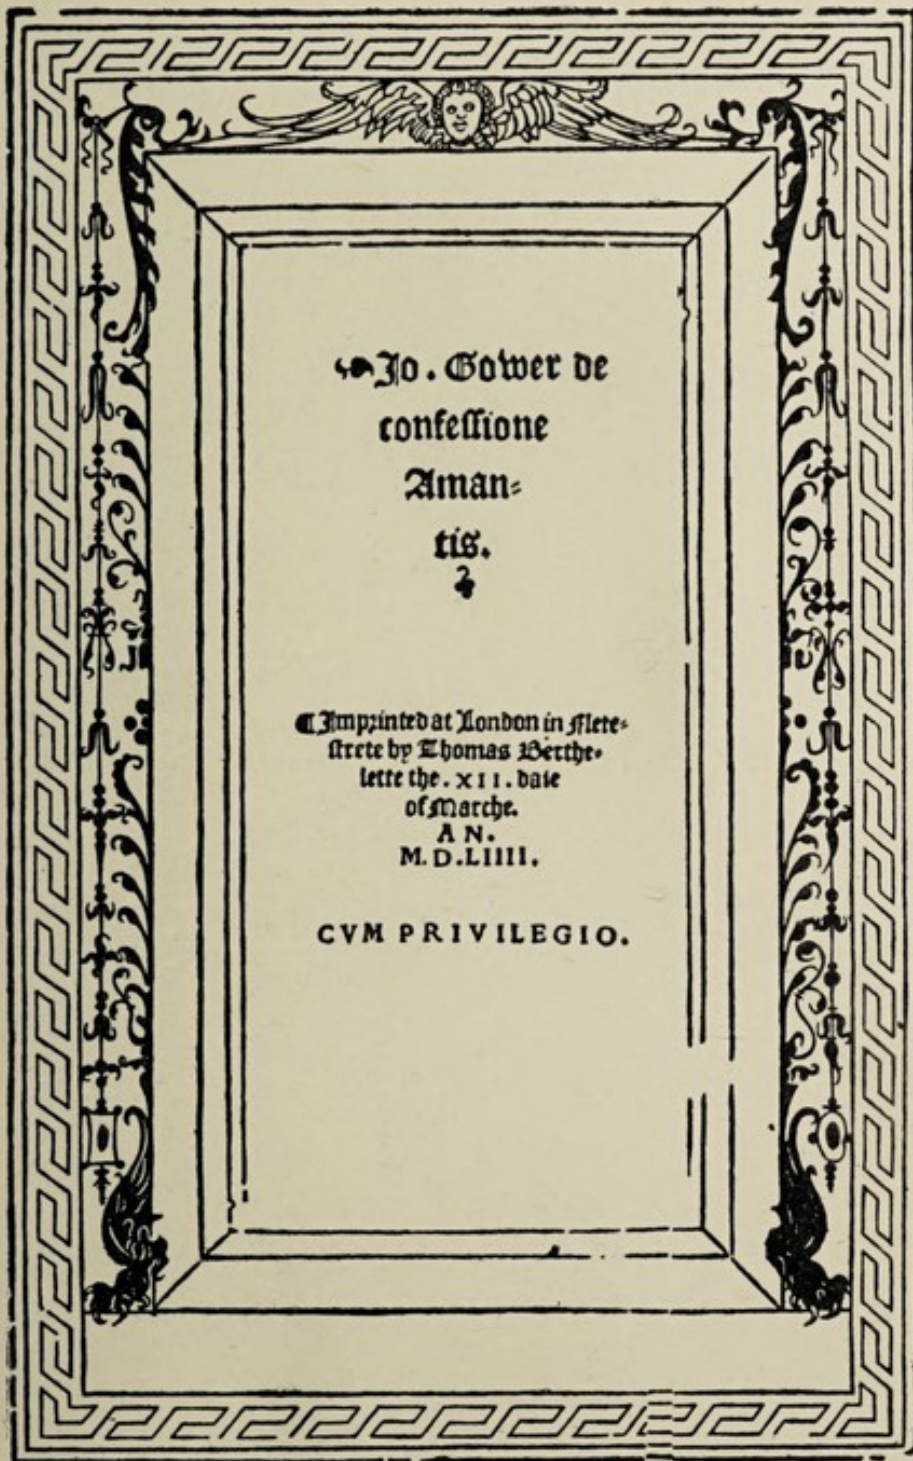 ❧Jo. Gower de
confessione
Aman-
tis.
¶Imprinted at London in Flete-
strete by Thomas Berthe-
lette the .XII. daie
of Marche.
AN.
M.D.LIIII.
CVM PRIVILEGIO.